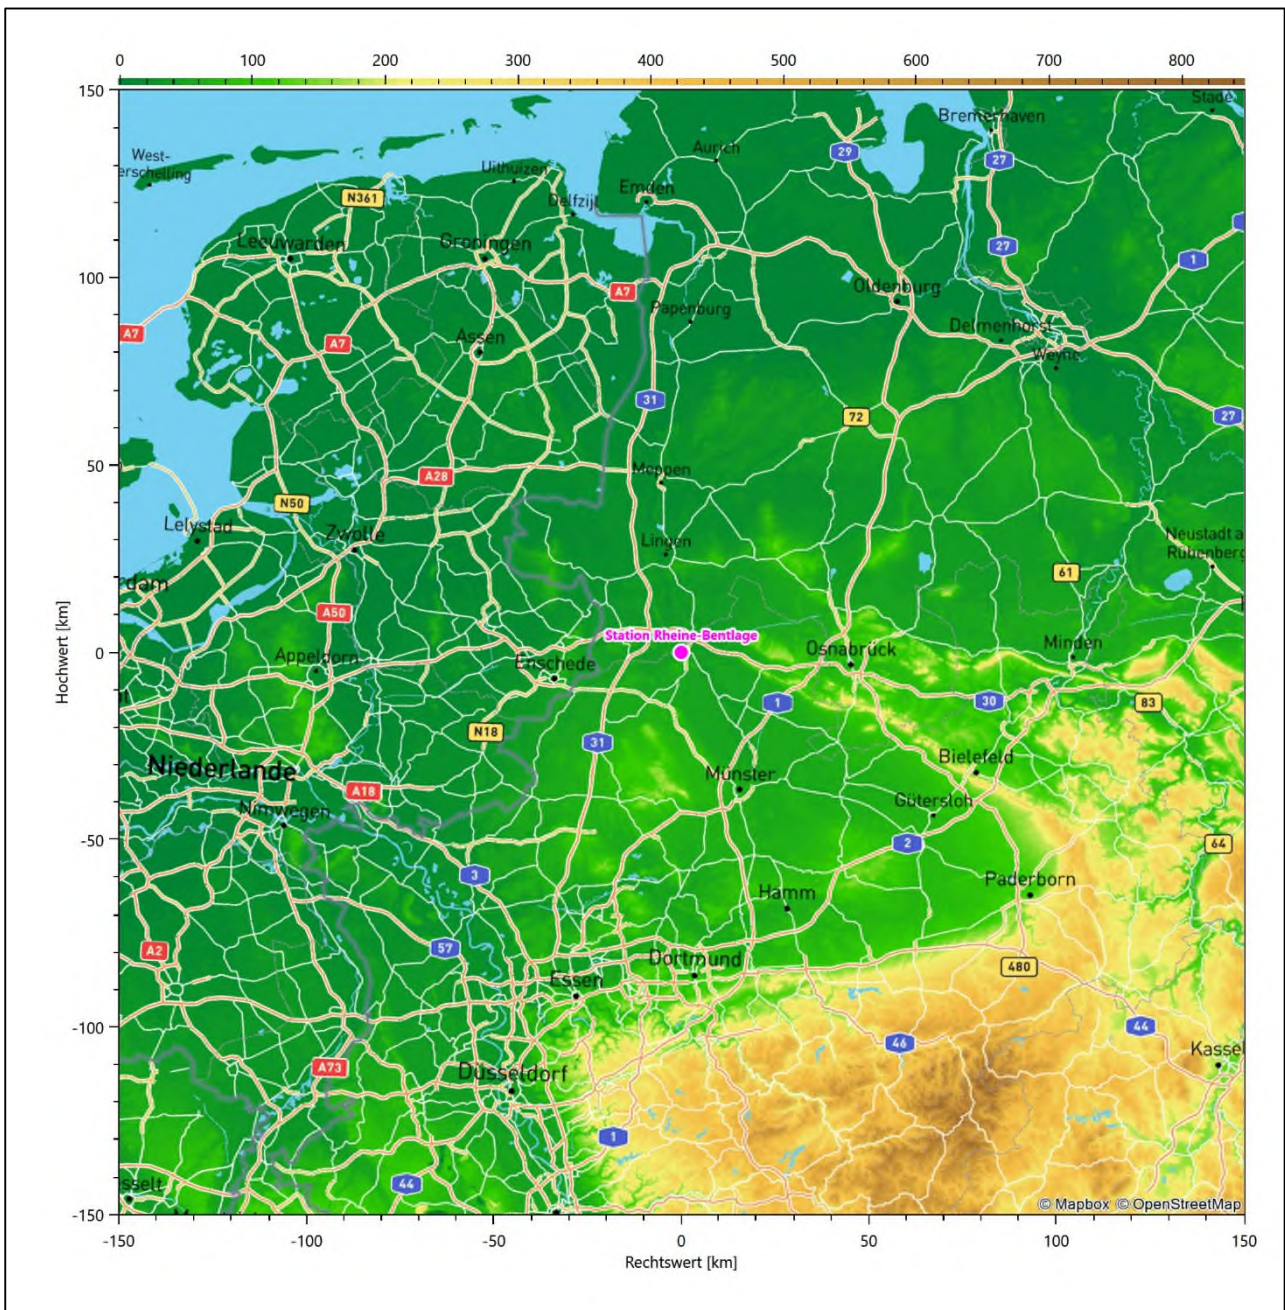 0 100 200 300 400 500 600 700 800
150
Stade
Bremerhaven
Aurich
29
27
West-
erschelling
Uithuizen
N361
Emden
Delfzijl
Leeuwarden
Groningen
27
1
100
A7
Oldenburg
Papenburg
A7
A7
Assen
Delmenhorst
Weyhe
31
72
27
50
Meppen
A28
N50
Lelystad
Zwolle
Lingen
Neustadt a
Rübenberg
61
dam
A50
Station Rheine-Bentlage
Osnabrück
Minden
0
Appeldorn
Enschede
Hochwert [km]
1
30
83
N18
31
Bielefeld
Niederlande
Münster
A18
Gütersloh
Nimwegen
-50
2
64
3
Paderborn
Hamm
57
A2
Dortmund
480
Essen
-100
44
46
Kassel
A73
Düsseldorf
1
44
sselt
© Mapbox © OpenStreetMap
-150
-150 -100 -50 0 50 100 150
Rechtswert [km]